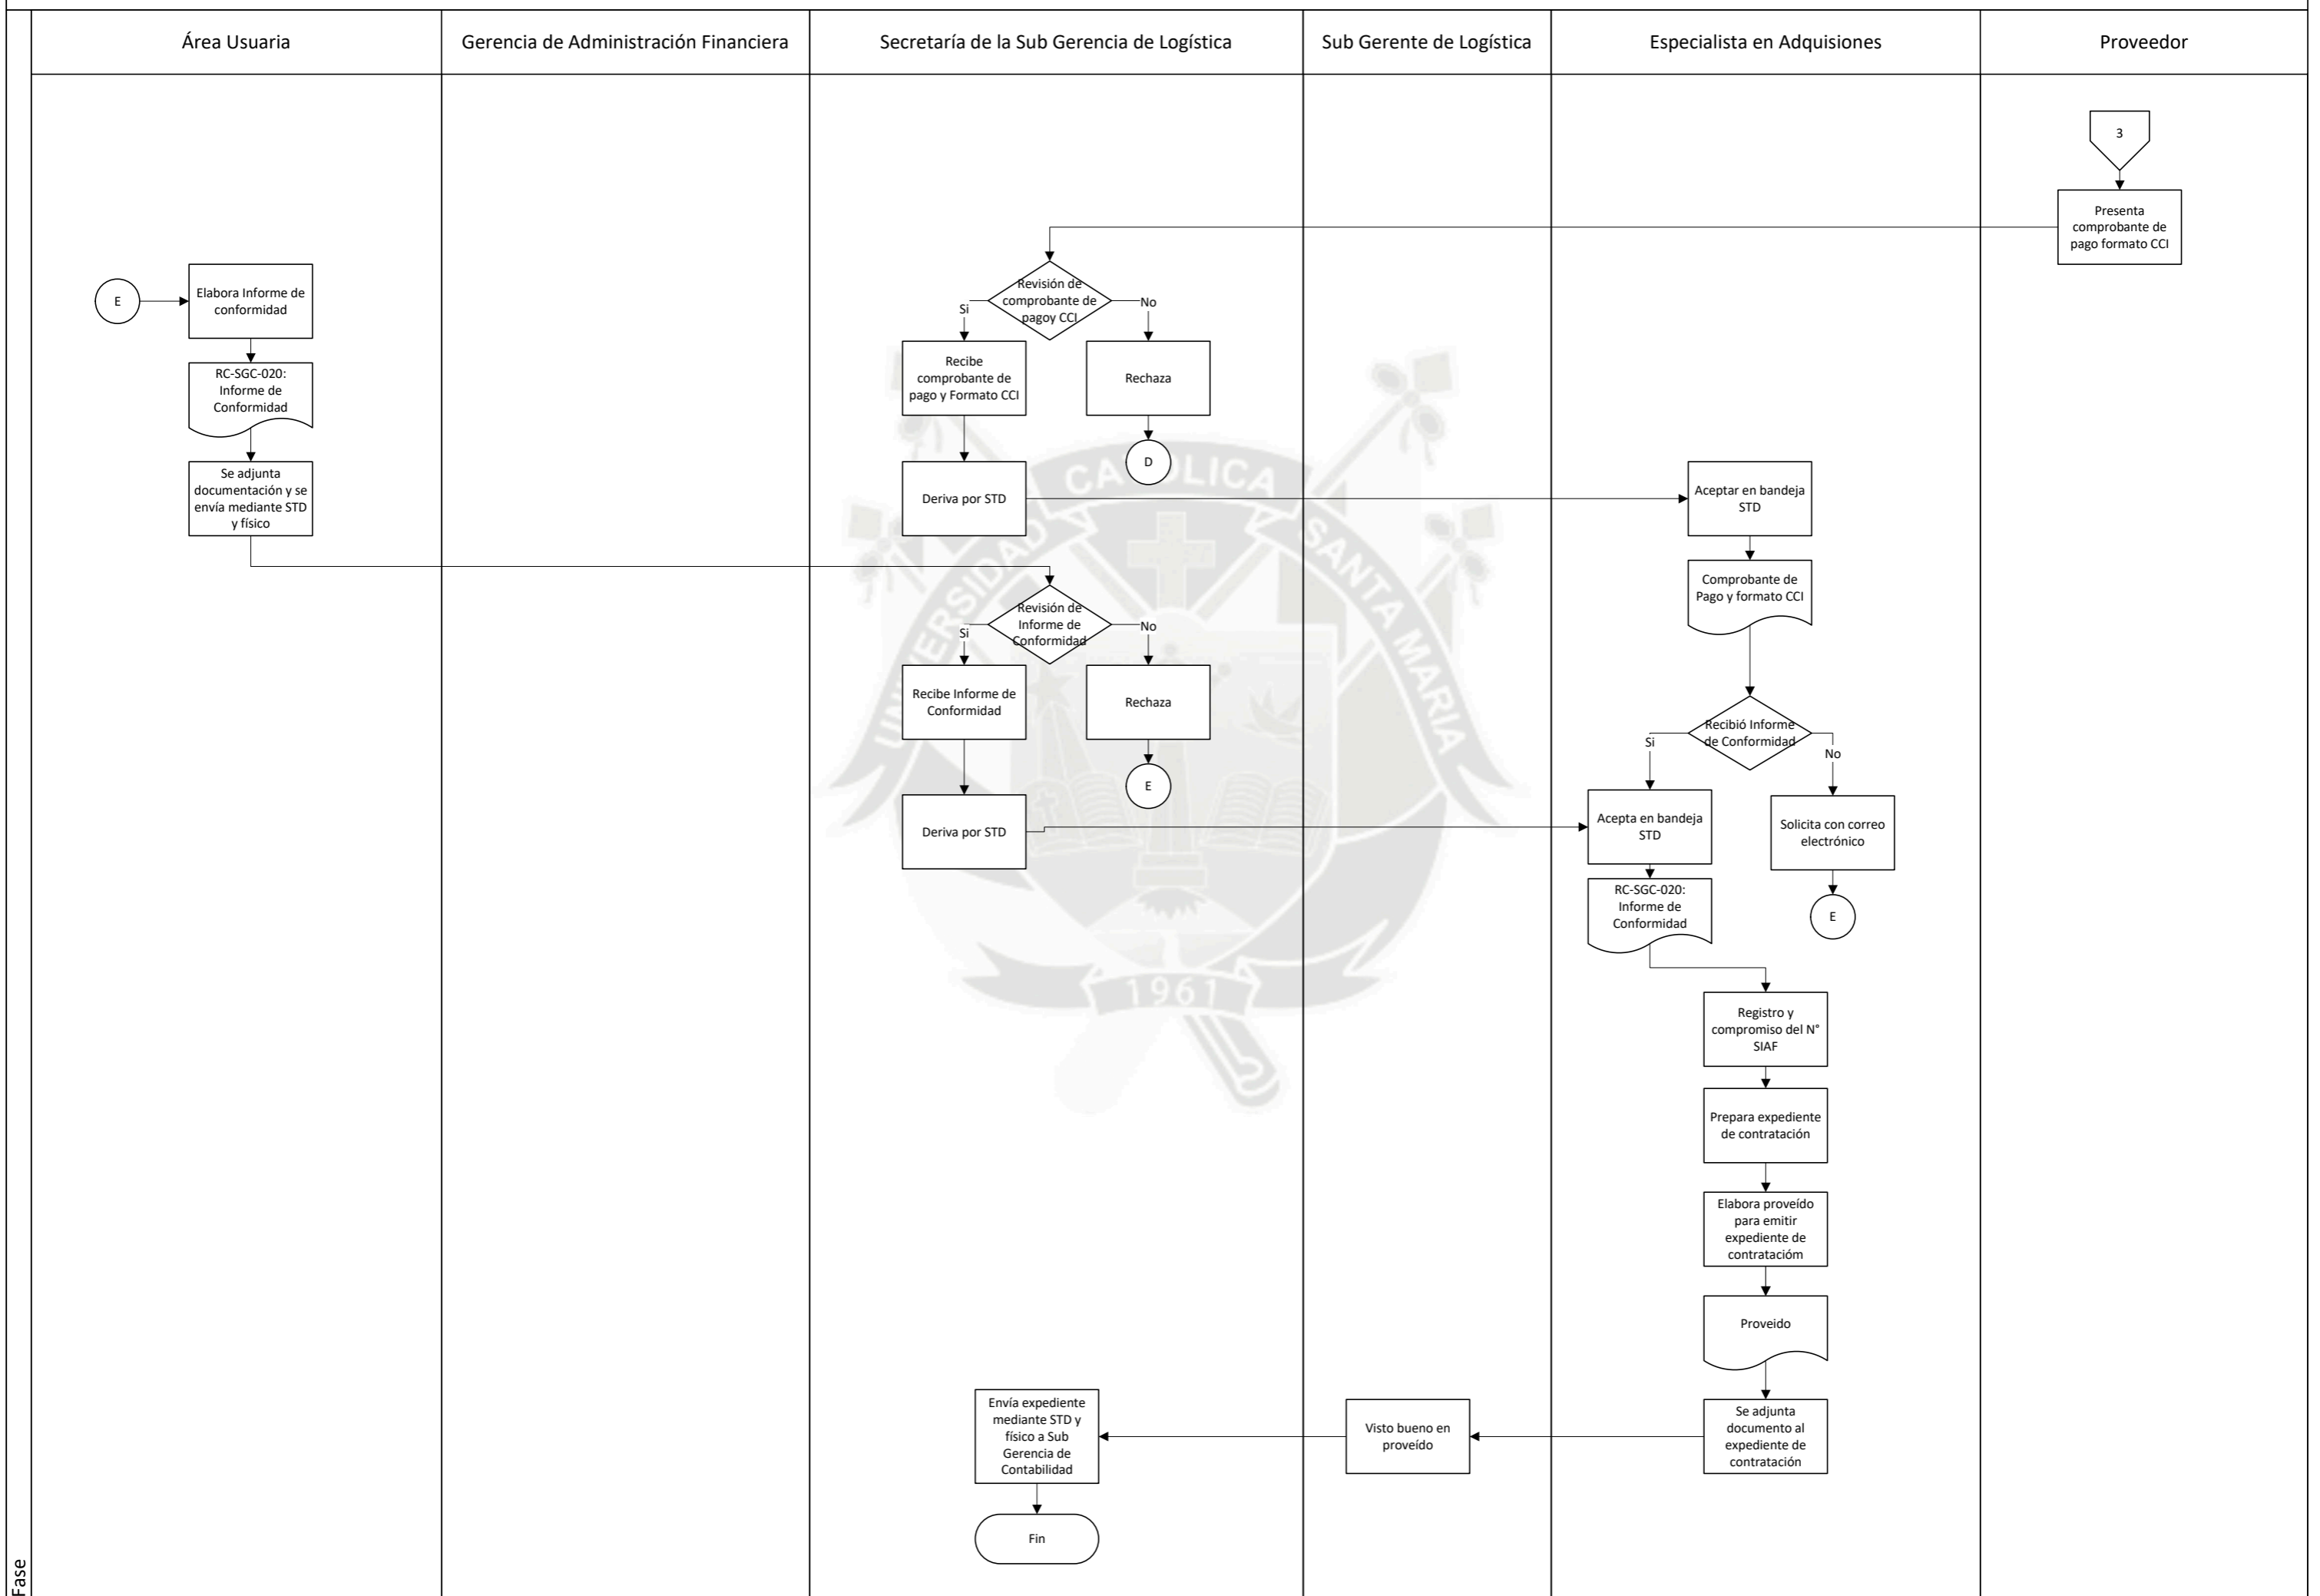 Área Usuaria
Gerencia de Administración Financiera
Secretaría de la Sub Gerencia de Logística
Sub Gerente de Logística
Especialista en Adquisiones
Proveedor
3
Presenta
comprobante de
pago formato CCI
E
Elabora Informe de
conformidad
RC-SGC-020:
Informe de
Conformidad
Se adjunta
documentación y se
envía mediante STD
y físico
Revisión de
comprobante de
pagoy CCI
Si
No
Recibe
comprobante de
pago y Formato CCI
Rechaza
D
Deriva por STD
Aceptar en bandeja
STD
Comprobante de
Pago y formato CCI
Revisión de
Informe de
Conformidad
Si
No
Recibe Informe de
Conformidad
Rechaza
E
Deriva por STD
Recibió Informe
de Conformidad
Si
No
Acepta en bandeja
STD
Solicita con correo
electrónico
RC-SGC-020:
Informe de
Conformidad
E
Registro y
compromiso del N°
SIAF
Prepara expediente
de contratación
Elabora proveído
para emitir
expediente de
contratacióm
Proveido
Se adjunta
documento al
expediente de
contratación
Visto bueno en
proveído
Envía expediente
mediante STD y
físico a Sub
Gerencia de
Contabilidad
Fin
Fase
UNIVERSIDAD CATOLICA SANTA MARIA
1961